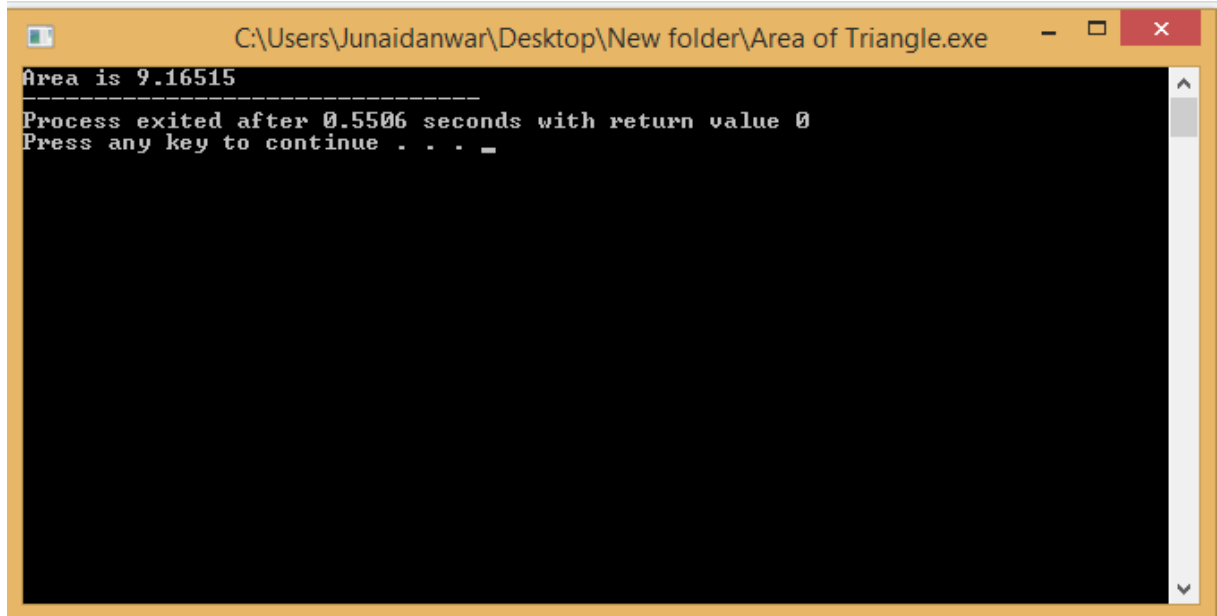 C:\Users\Junaidanwar\Desktop\New folder\Area of Triangle.exe
Area is 9.16515
--------------------------------
Process exited after 0.5506 seconds with return value 0
Press any key to continue . . . _